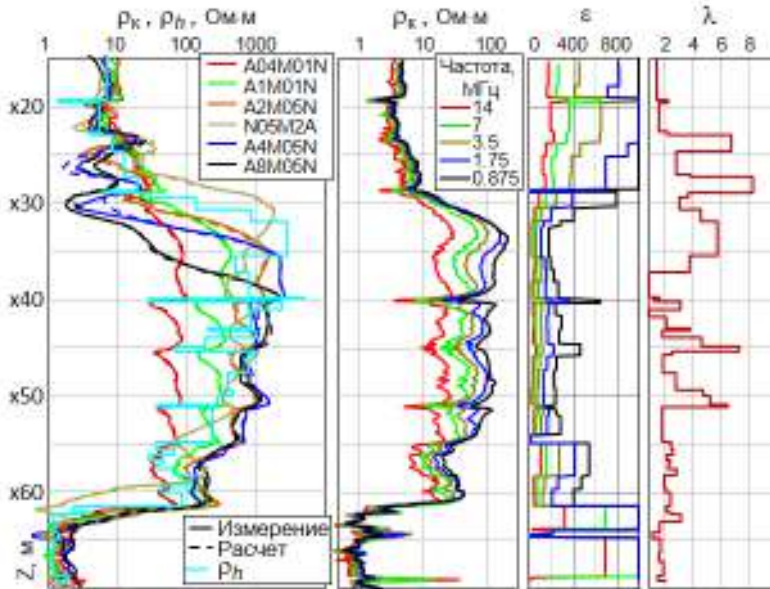 ρк , ρh , Ом·м
ρк, Ом·м
ε
λ
1 10 100 1000
1 10 100
0 400 800
2 4 6 8
A04M01N
A1M01N
A2M05N
N05M2A
A4M05N
A8M05N
Частота,
МГц
14
7
3.5
1.75
0.875
x20
x30
x40
x50
x60
Z, м
Измерение
Расчет
ρh